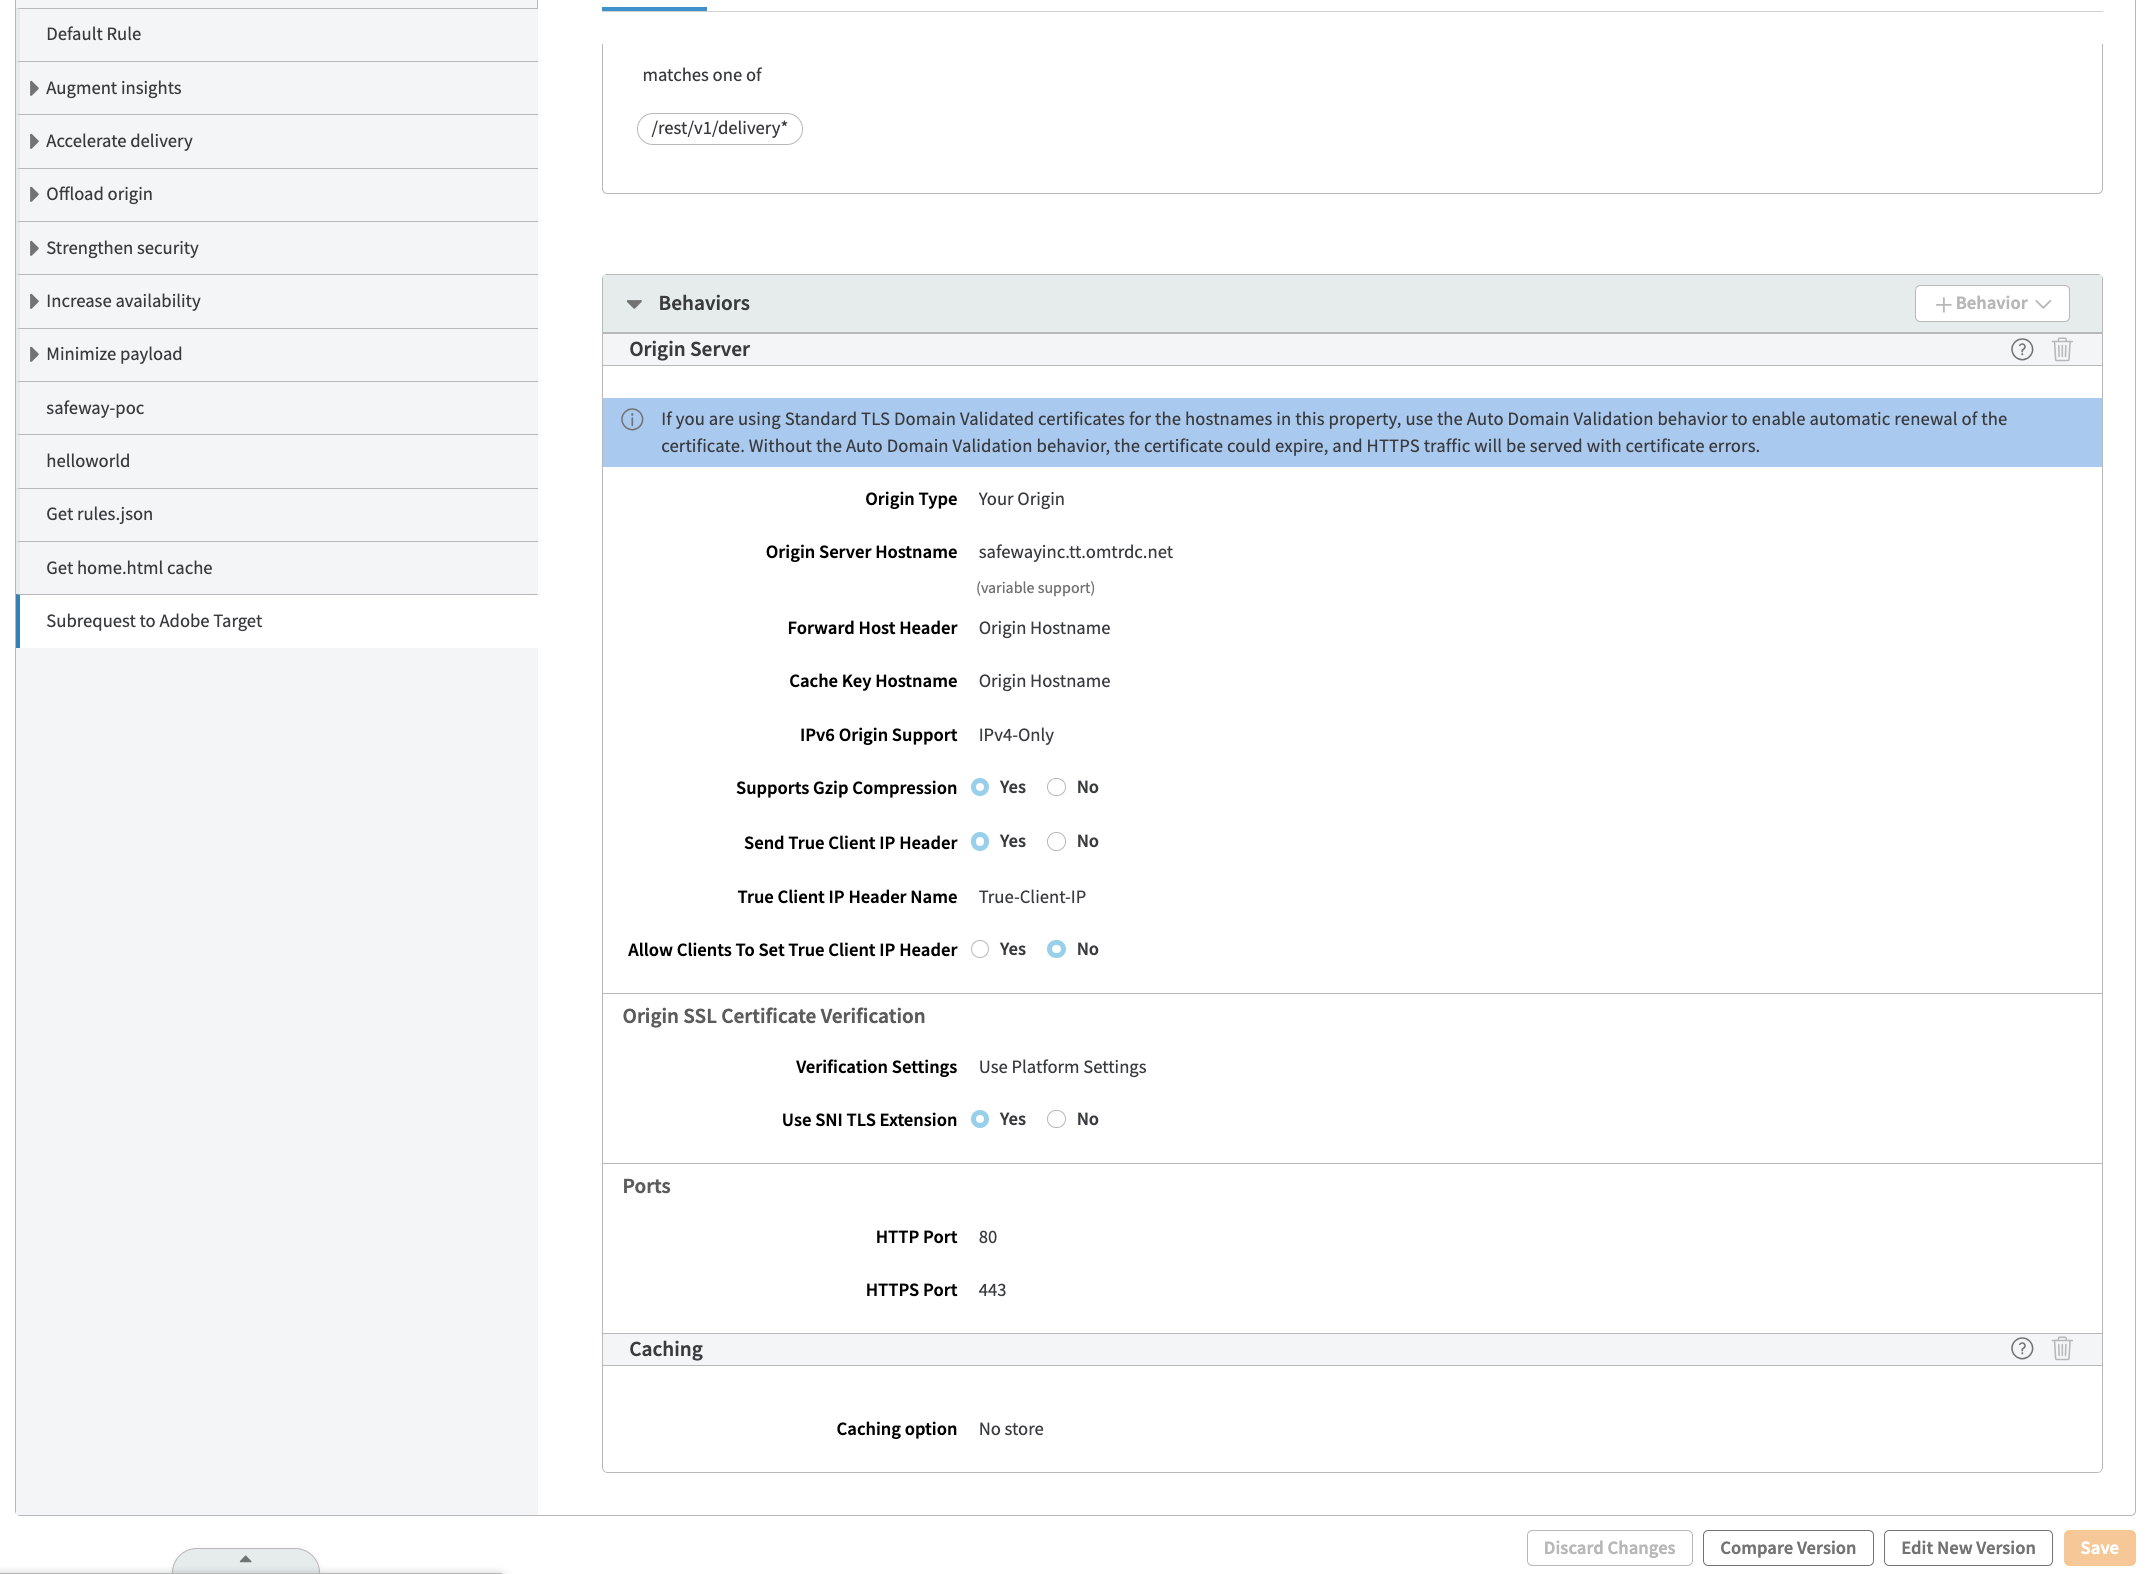 Default Rule
Augment insights
Accelerate delivery
Offload origin
Strengthen security
Increase availability
Minimize payload
safeway-poc
helloworld
Get rules.json
Get home.html cache
Subrequest to Adobe Target
matches one of
/rest/v1/delivery*
Behaviors
+ Behavior
Origin Server
If you are using Standard TLS Domain Validated certificates for the hostnames in this property, use the Auto Domain Validation behavior to enable automatic renewal of the
certificate. Without the Auto Domain Validation behavior, the certificate could expire, and HTTPS traffic will be served with certificate errors.
Origin Type Your Origin
Origin Server Hostname safewayinc.tt.omtrdc.net
(variable support)
Forward Host Header Origin Hostname
Cache Key Hostname Origin Hostname
IPv6 Origin Support IPv4-Only
Supports Gzip Compression Yes No
Send True Client IP Header Yes No
True Client IP Header Name True-Client-IP
Allow Clients To Set True Client IP Header Yes No
Origin SSL Certificate Verification
Verification Settings Use Platform Settings
Use SNI TLS Extension Yes No
Ports
HTTP Port 80
HTTPS Port 443
Caching
Caching option No store
Discard Changes Compare Version Edit New Version Save